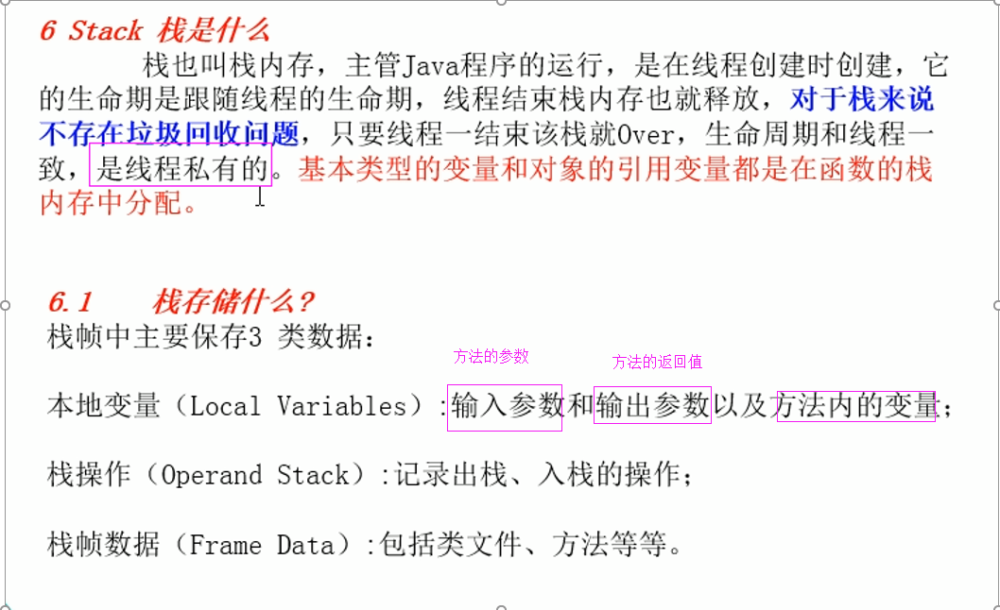 6 Stack 栈是什么
栈也叫栈内存，主管Java程序的运行，是在线程创建时创建，它
的生命期是跟随线程的生命期，线程结束栈内存也就释放，对于栈来说
不存在垃圾回收问题，只要线程一结束该栈就Over，生命周期和线程一
致，是线程私有的。基本类型的变量和对象的引用变量都是在函数的栈
内存中分配。
6.1 栈存储什么?
栈帧中主要保存3 类数据：
方法的参数 方法的返回值
本地变量（Local Variables）:输入参数和输出参数以及方法内的变量；
栈操作（Operand Stack）:记录出栈、入栈的操作；
栈帧数据（Frame Data）:包括类文件、方法等等。